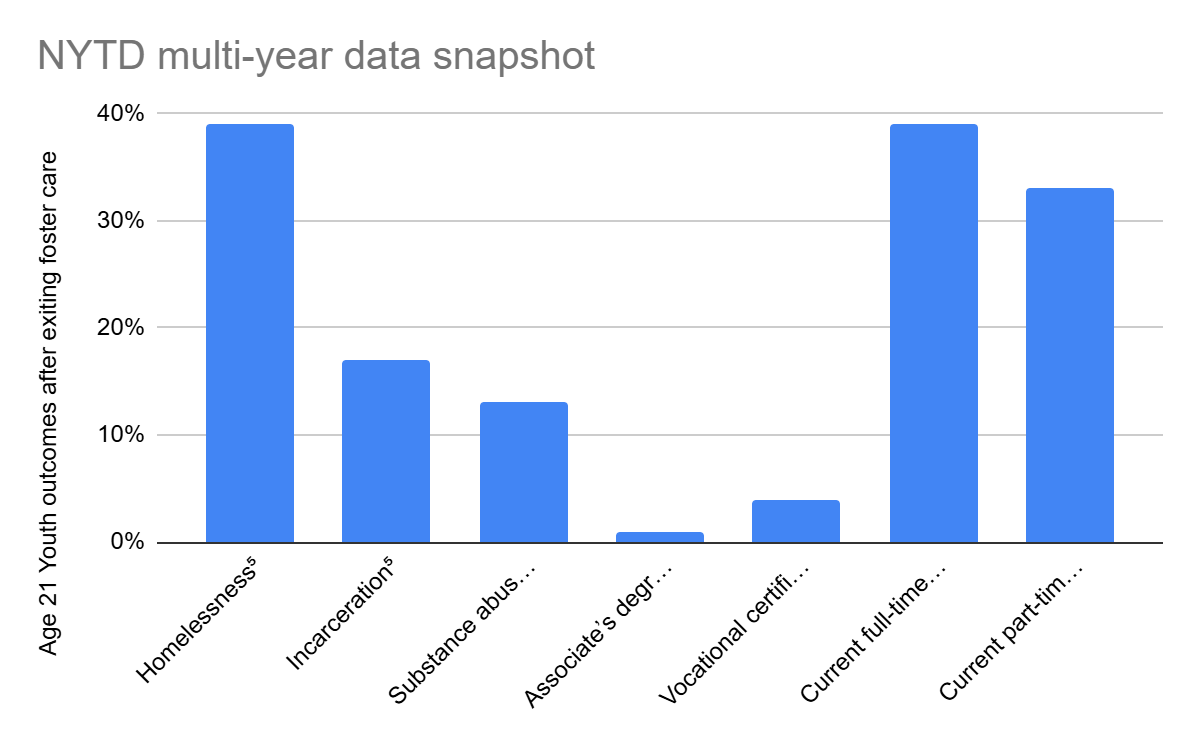 NYTD multi-year data snapshot
Age 21 Youth outcomes after exiting foster care
40%
30%
20%
10%
0%
Homelessness⁵
Incarceration⁵
Substance abus…
Associate’s degr…
Vocational certifi…
Current full-time…
Current part-tim…